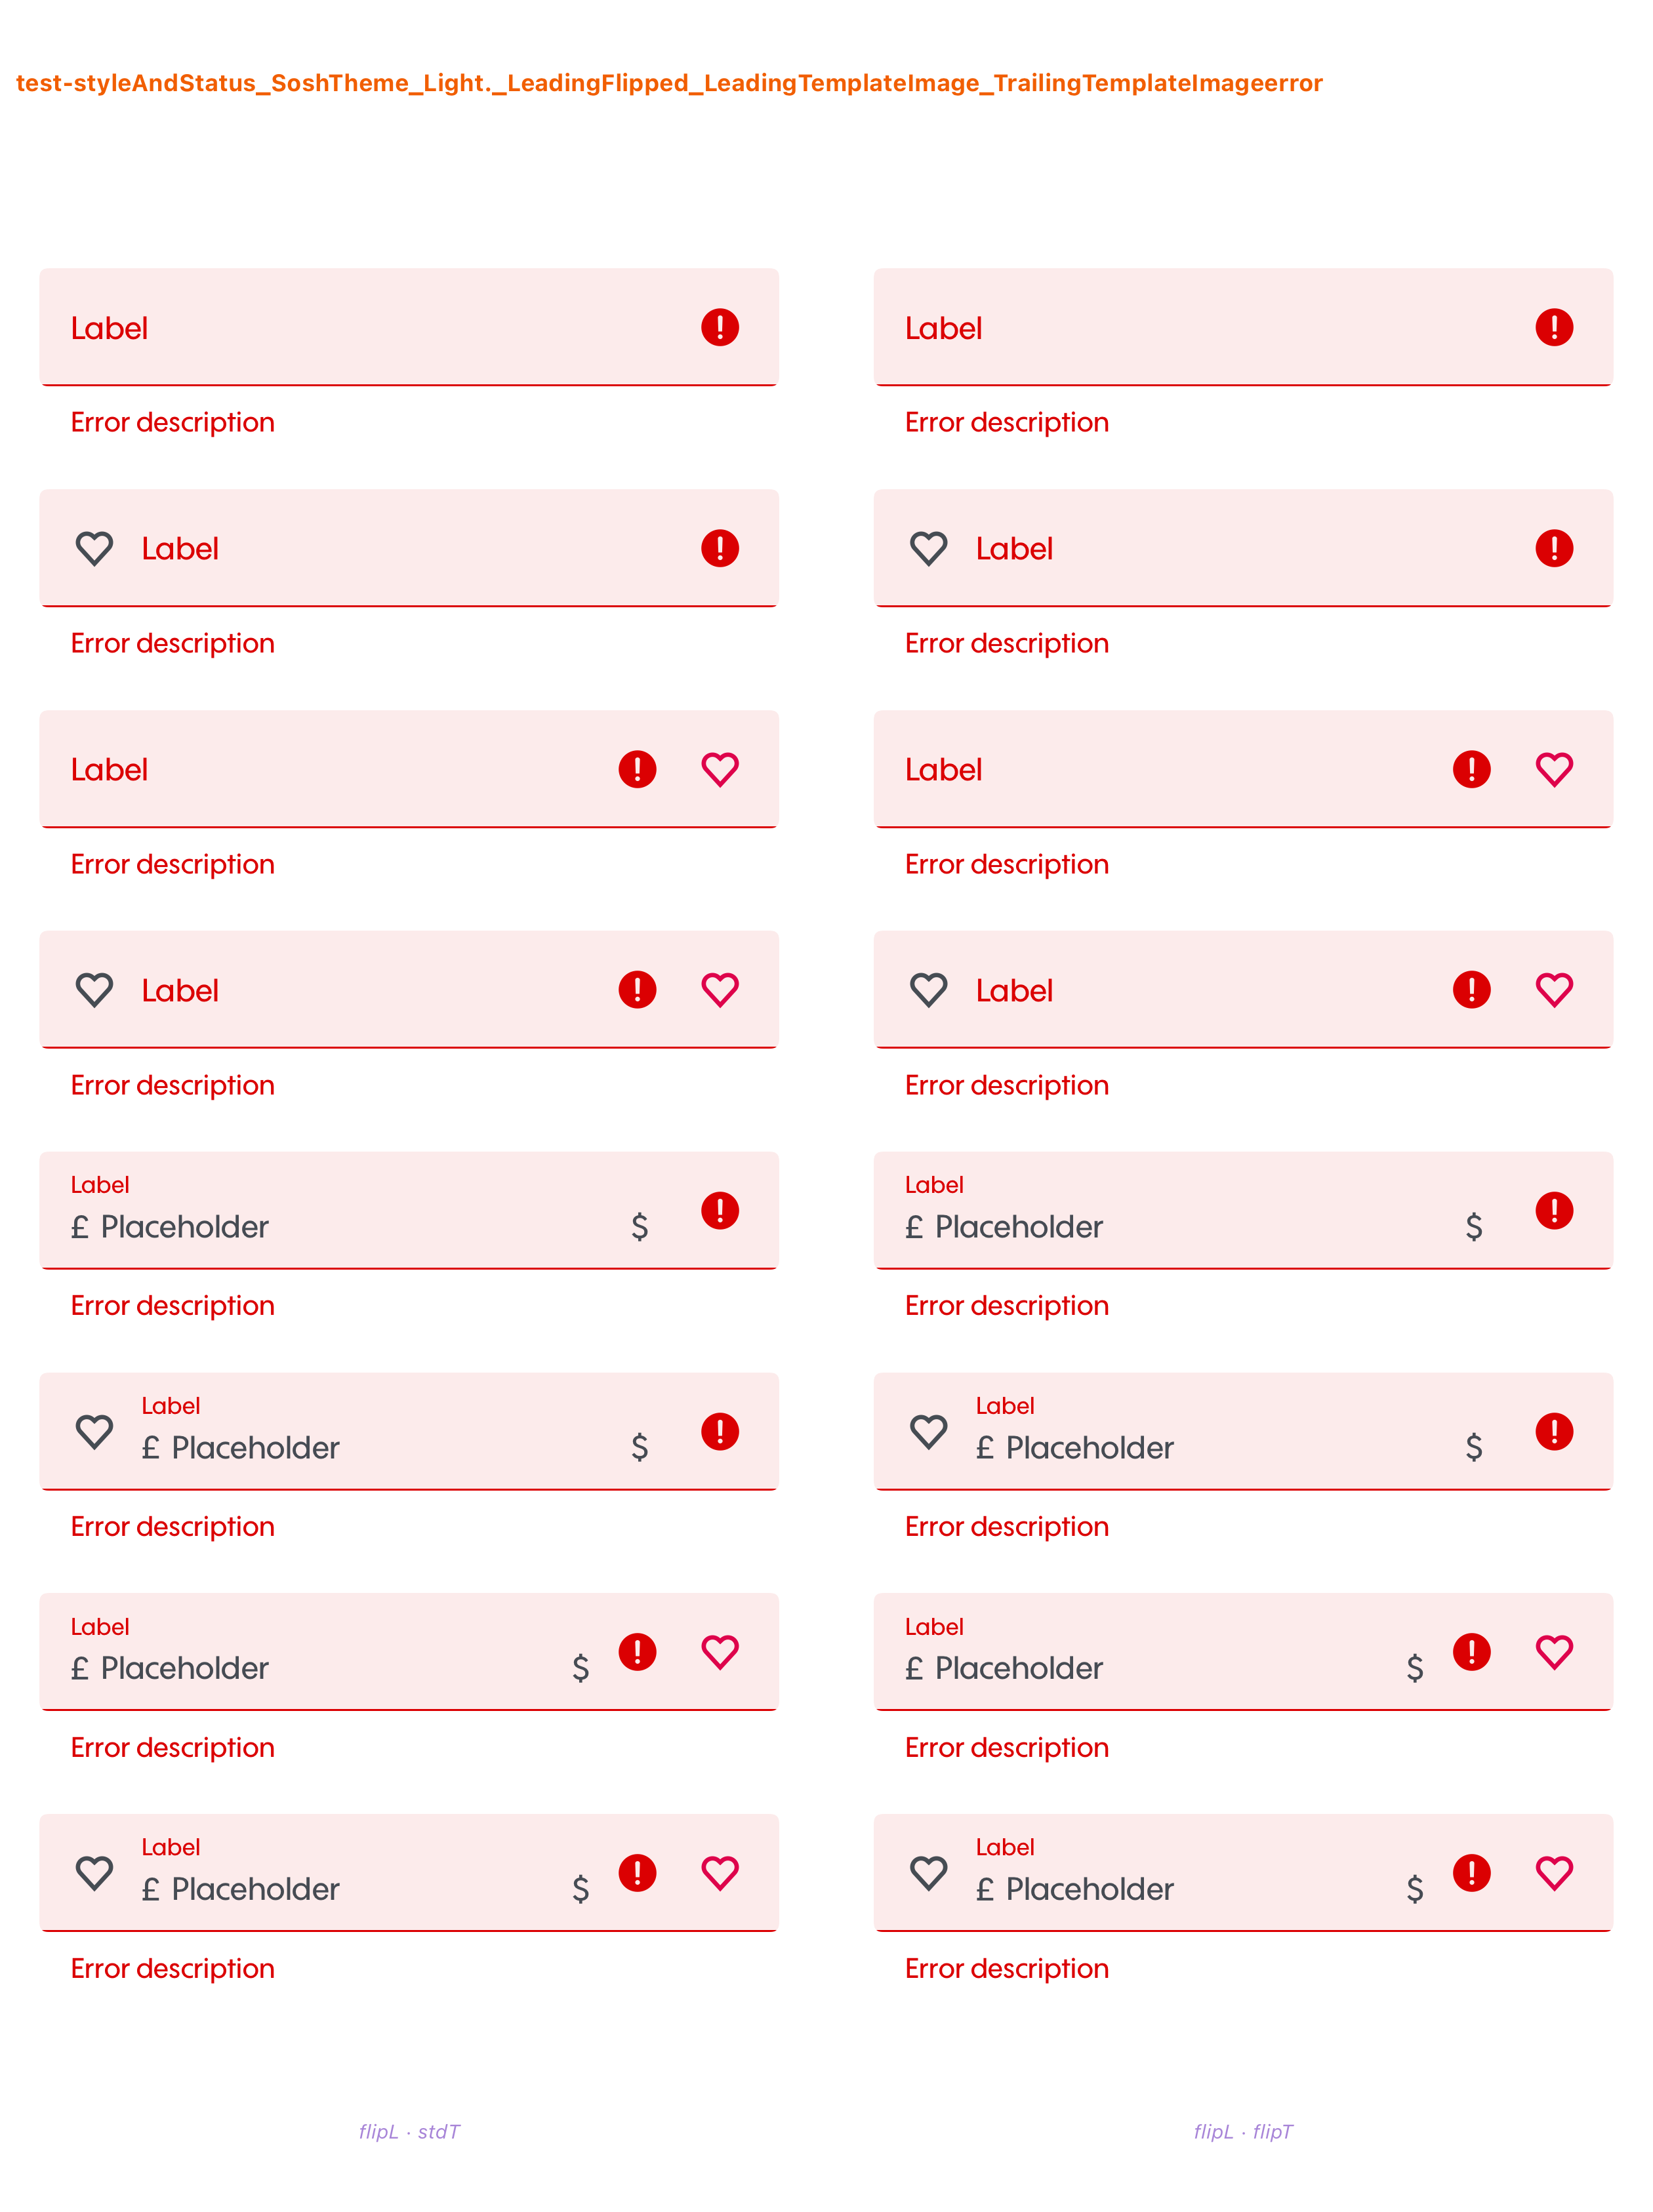 test-styleAndStatus_SoshTheme_Light._LeadingFlipped_LeadingTemplateImage_TrailingTemplateImageerror
Label
Error description
Label
Error description
Label
Error description
Label
Error description
Label
£ Placeholder $
Error description
Label
£ Placeholder $
Error description
Label
£ Placeholder $
Error description
Label
£ Placeholder $
Error description
flipL · stdT
Label
Error description
Label
Error description
Label
Error description
Label
Error description
Label
£ Placeholder $
Error description
Label
£ Placeholder $
Error description
Label
£ Placeholder $
Error description
Label
£ Placeholder $
Error description
flipL · flipT